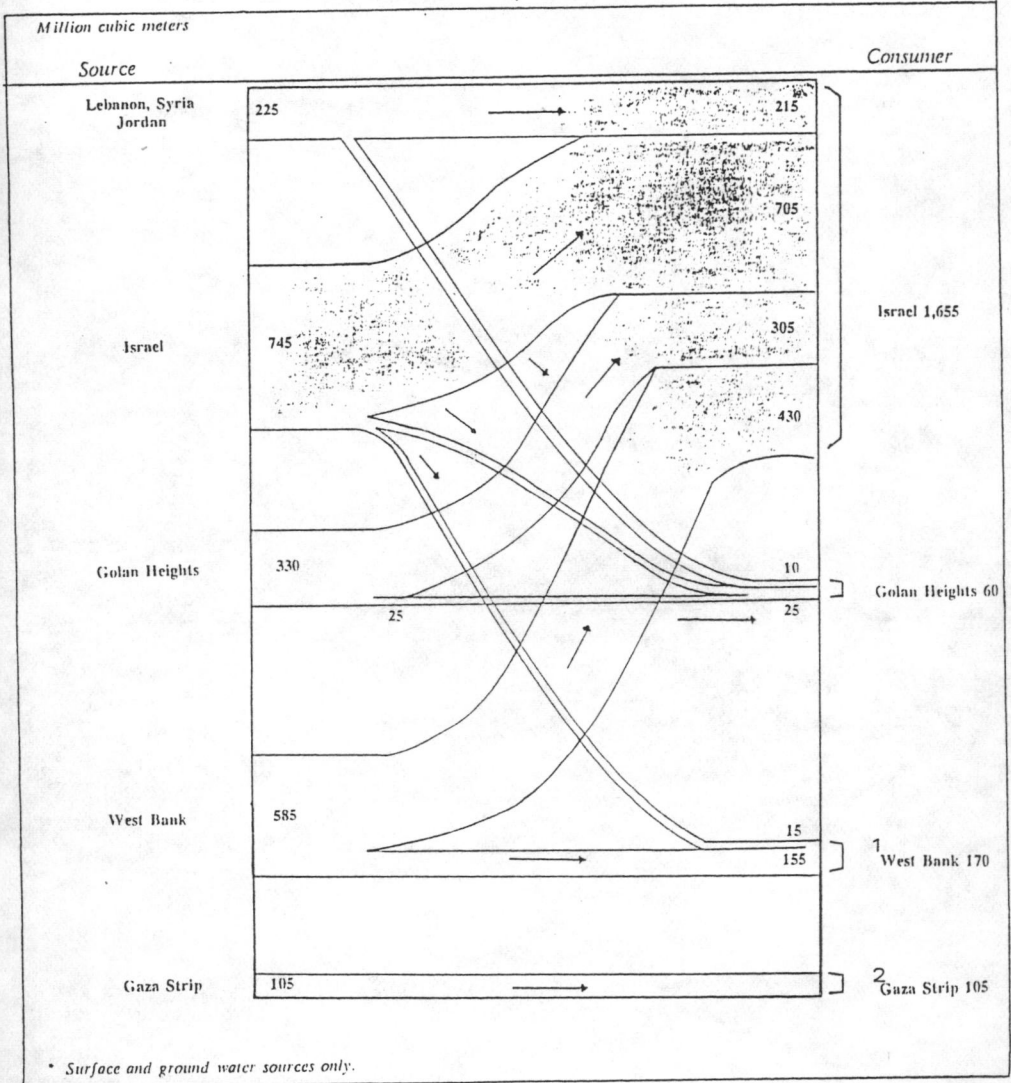 Million cubic meters
Source Consumer
Lebanon, Syria
Jordan
225 215
705
Israel 1,655
Israel 745 305
430
Golan Heights 330 10
Golan Heights 60
25 25
West Bank 585 15
155
1
West Bank 170
Gaza Strip 105
2
Gaza Strip 105
* Surface and ground water sources only.